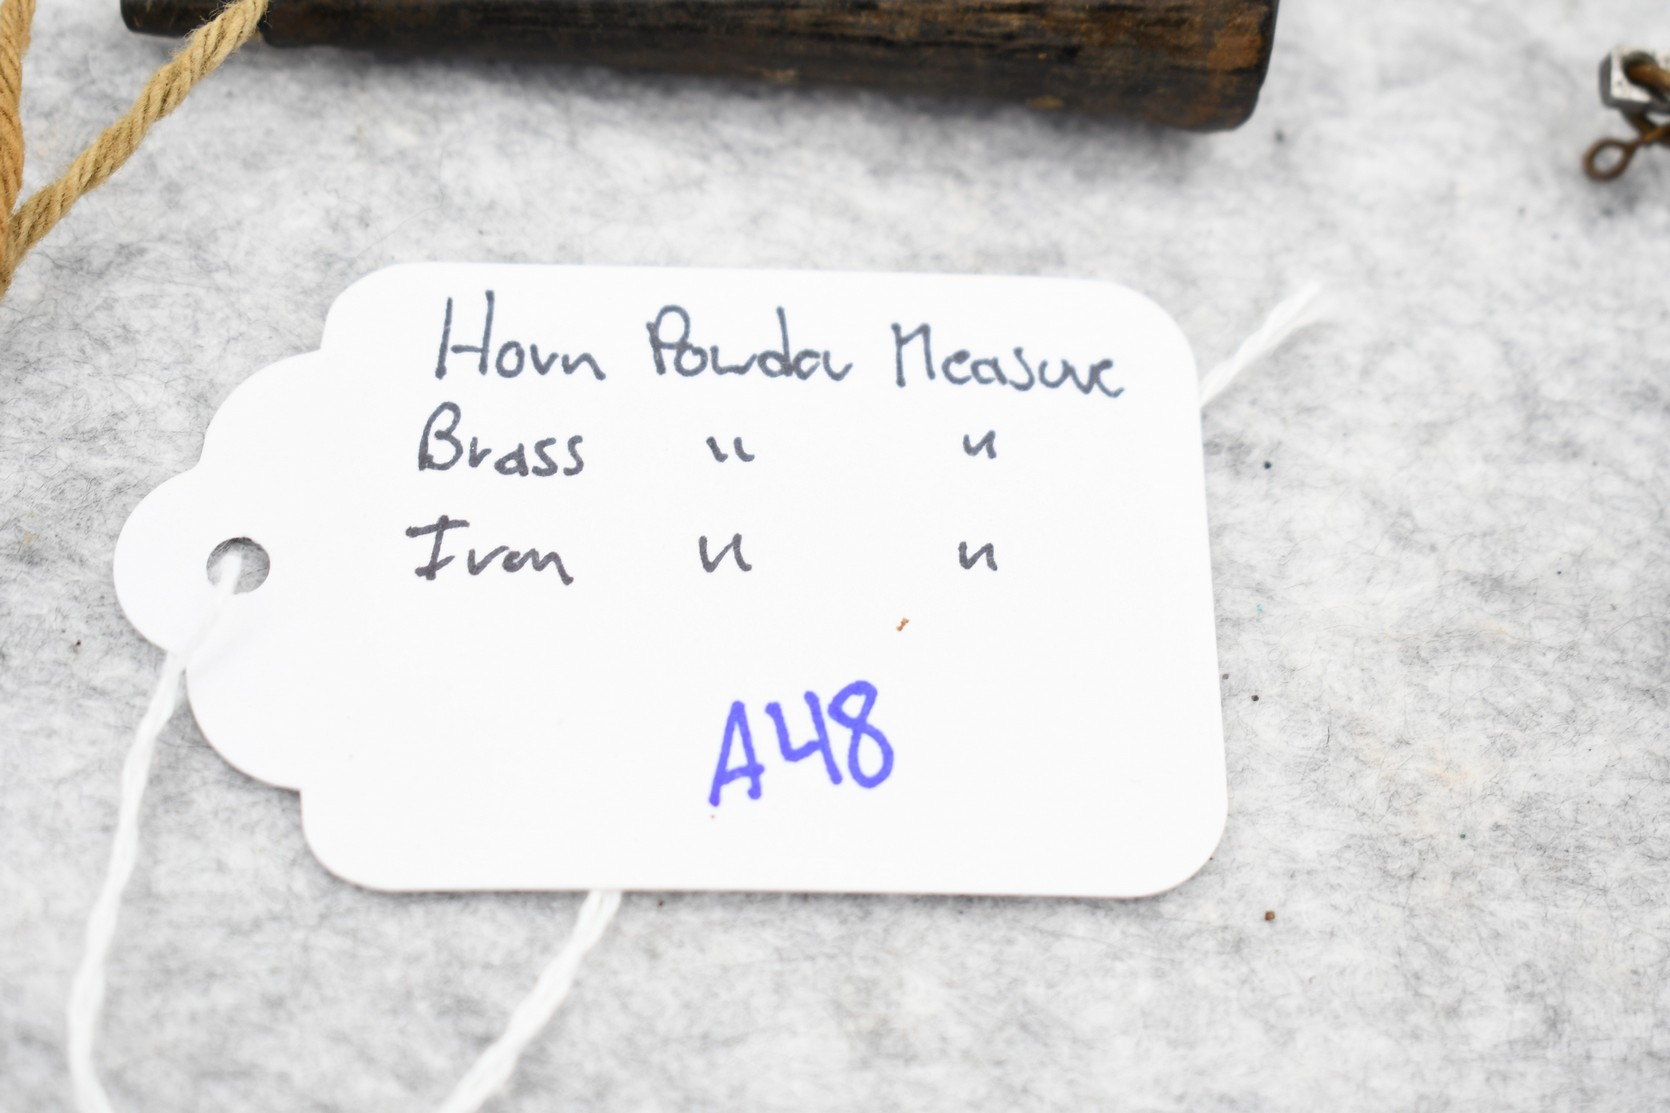 Horn Powder Measure
Brass " "
Iron " "
A48